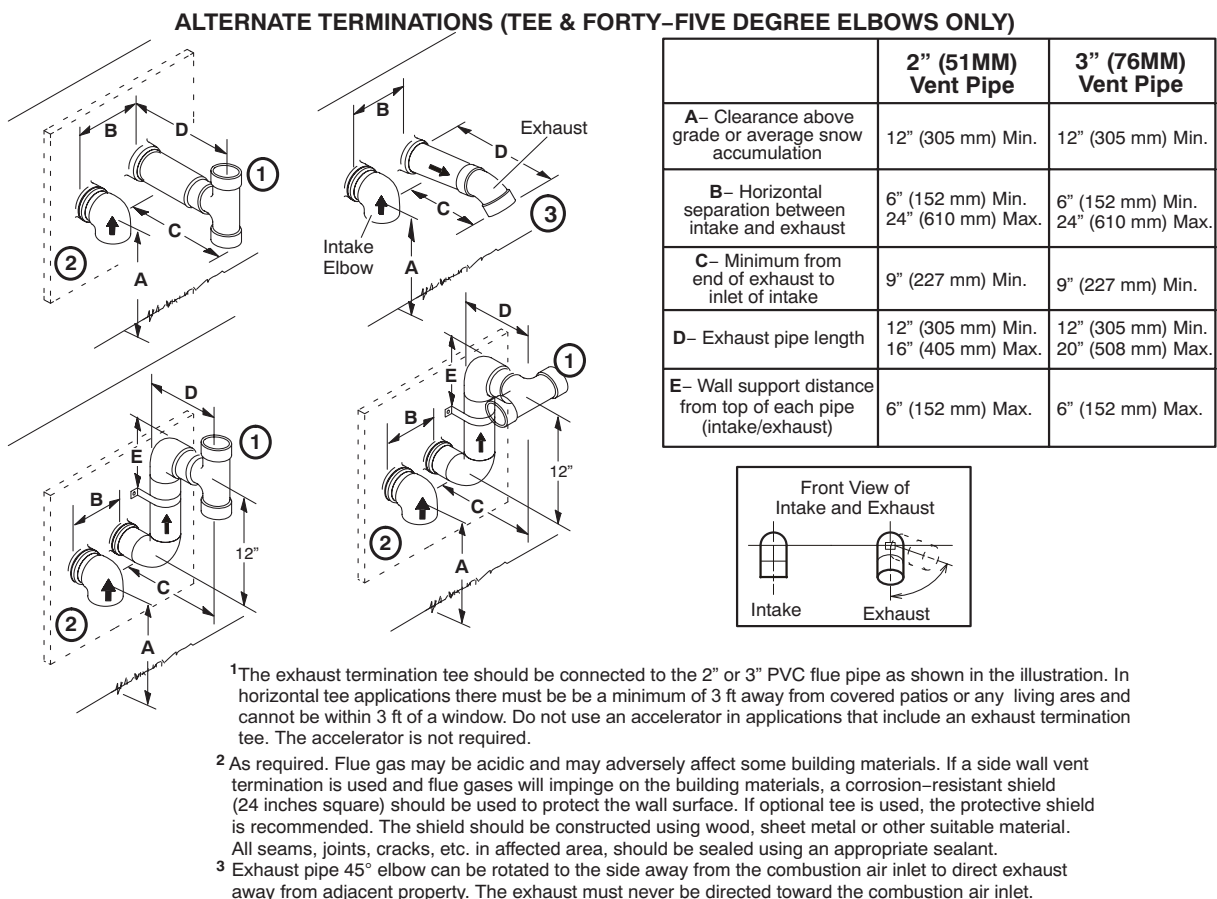 ALTERNATE TERMINATIONS (TEE & FORTY–FIVE DEGREE ELBOWS ONLY)
B
D
1
C
2
A
B
D
Exhaust
C
3
Intake
Elbow
A
D
1
E
B
12”
C
2
A
D
1
E
B
12”
C
2
A
2” (51MM)
Vent Pipe
3” (76MM)
Vent Pipe
A– Clearance above
grade or average snow
accumulation
12” (305 mm) Min.
12” (305 mm) Min.
B– Horizontal
separation between
intake and exhaust
6” (152 mm) Min.
24” (610 mm) Max.
6” (152 mm) Min.
24” (610 mm) Max.
C– Minimum from
end of exhaust to
inlet of intake
9” (227 mm) Min.
9” (227 mm) Min.
D– Exhaust pipe length
12” (305 mm) Min.
16” (405 mm) Max.
12” (305 mm) Min.
20” (508 mm) Max.
E– Wall support distance
from top of each pipe
(intake/exhaust)
6” (152 mm) Max.
6” (152 mm) Max.
Front View of
Intake and Exhaust
Intake
Exhaust
1The exhaust termination tee should be connected to the 2” or 3” PVC flue pipe as shown in the illustration. In
horizontal tee applications there must be be a minimum of 3 ft away from covered patios or any living ares and
cannot be within 3 ft of a window. Do not use an accelerator in applications that include an exhaust termination
tee. The accelerator is not required.
2 As required. Flue gas may be acidic and may adversely affect some building materials. If a side wall vent
termination is used and flue gases will impinge on the building materials, a corrosion–resistant shield
(24 inches square) should be used to protect the wall surface. If optional tee is used, the protective shield
is recommended. The shield should be constructed using wood, sheet metal or other suitable material.
All seams, joints, cracks, etc. in affected area, should be sealed using an appropriate sealant.
3 Exhaust pipe 45° elbow can be rotated to the side away from the combustion air inlet to direct exhaust
away from adjacent property. The exhaust must never be directed toward the combustion air inlet.